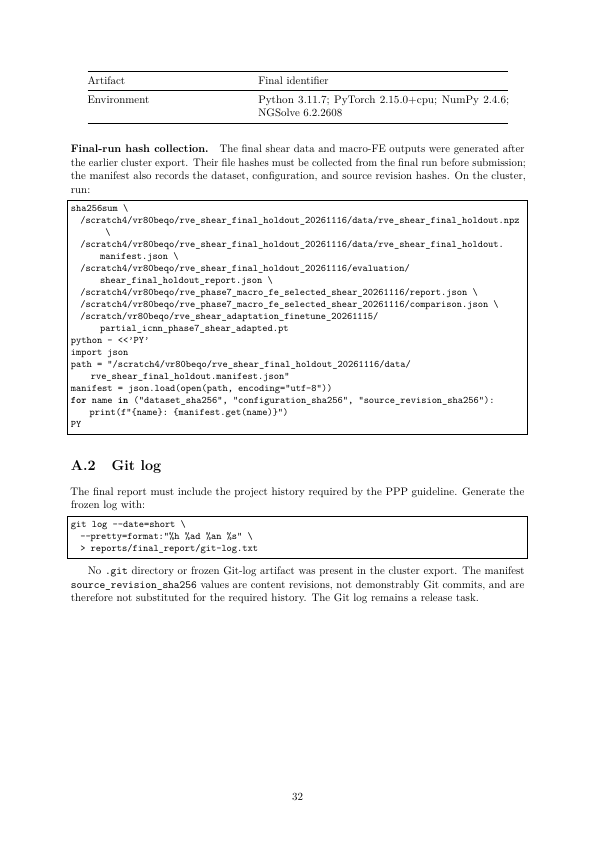 Artifact Final identifier
Environment Python 3.11.7; PyTorch 2.15.0+cpu; NumPy 2.4.6;
NGSolve 6.2.2608
Final-run hash collection. The final shear data and macro-FE outputs were generated after
the earlier cluster export. Their file hashes must be collected from the final run before submission;
the manifest also records the dataset, configuration, and source revision hashes. On the cluster,
run:
sha256sum \
/scratch4/vr80beqo/rve_shear_final_holdout_20261116/data/rve_shear_final_holdout.npz
\
/scratch4/vr80beqo/rve_shear_final_holdout_20261116/data/rve_shear_final_holdout.
manifest.json \
/scratch4/vr80beqo/rve_shear_final_holdout_20261116/evaluation/
shear_final_holdout_report.json \
/scratch4/vr80beqo/rve_phase7_macro_fe_selected_shear_20261116/report.json \
/scratch4/vr80beqo/rve_phase7_macro_fe_selected_shear_20261116/comparison.json \
/scratch/vr80beqo/rve_shear_adaptation_finetune_20261115/
partial_icnn_phase7_shear_adapted.pt
python - <<'PY'
import json
path = "/scratch4/vr80beqo/rve_shear_final_holdout_20261116/data/
rve_shear_final_holdout.manifest.json"
manifest = json.load(open(path, encoding="utf-8"))
for name in ("dataset_sha256", "configuration_sha256", "source_revision_sha256"):
print(f"{name}: {manifest.get(name)}")
PY
A.2 Git log
The final report must include the project history required by the PPP guideline. Generate the
frozen log with:
git log --date=short \
--pretty=format:"%h %ad %an %s" \
> reports/final_report/git-log.txt
No .git directory or frozen Git-log artifact was present in the cluster export. The manifest
source_revision_sha256 values are content revisions, not demonstrably Git commits, and are
therefore not substituted for the required history. The Git log remains a release task.
32